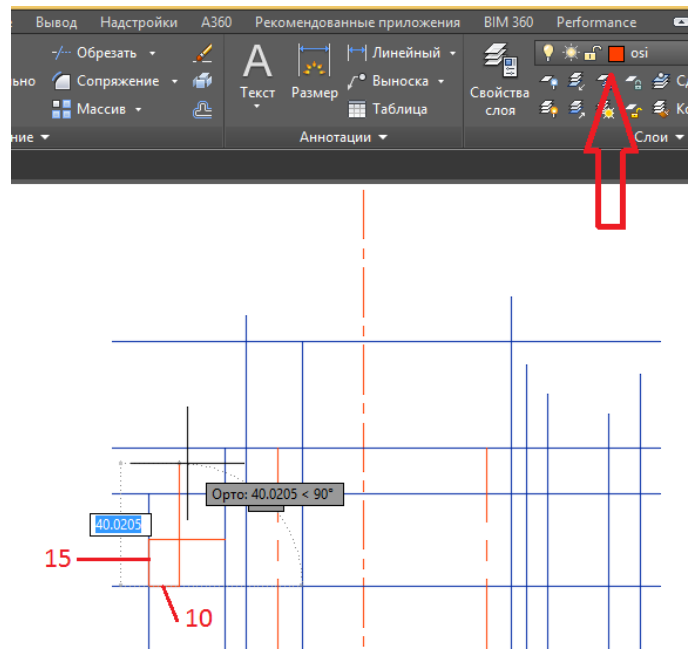 Вывод Надстройки A360 Рекомендованные приложения BIM 360 Performance
Обрезать
Линейный
osi
Сопряжение
Выноска
Текст Размер
Таблица
Свойства
слоя
Аннотации
Слои
Орто: 40.0205 < 90°
40.0205
15
10